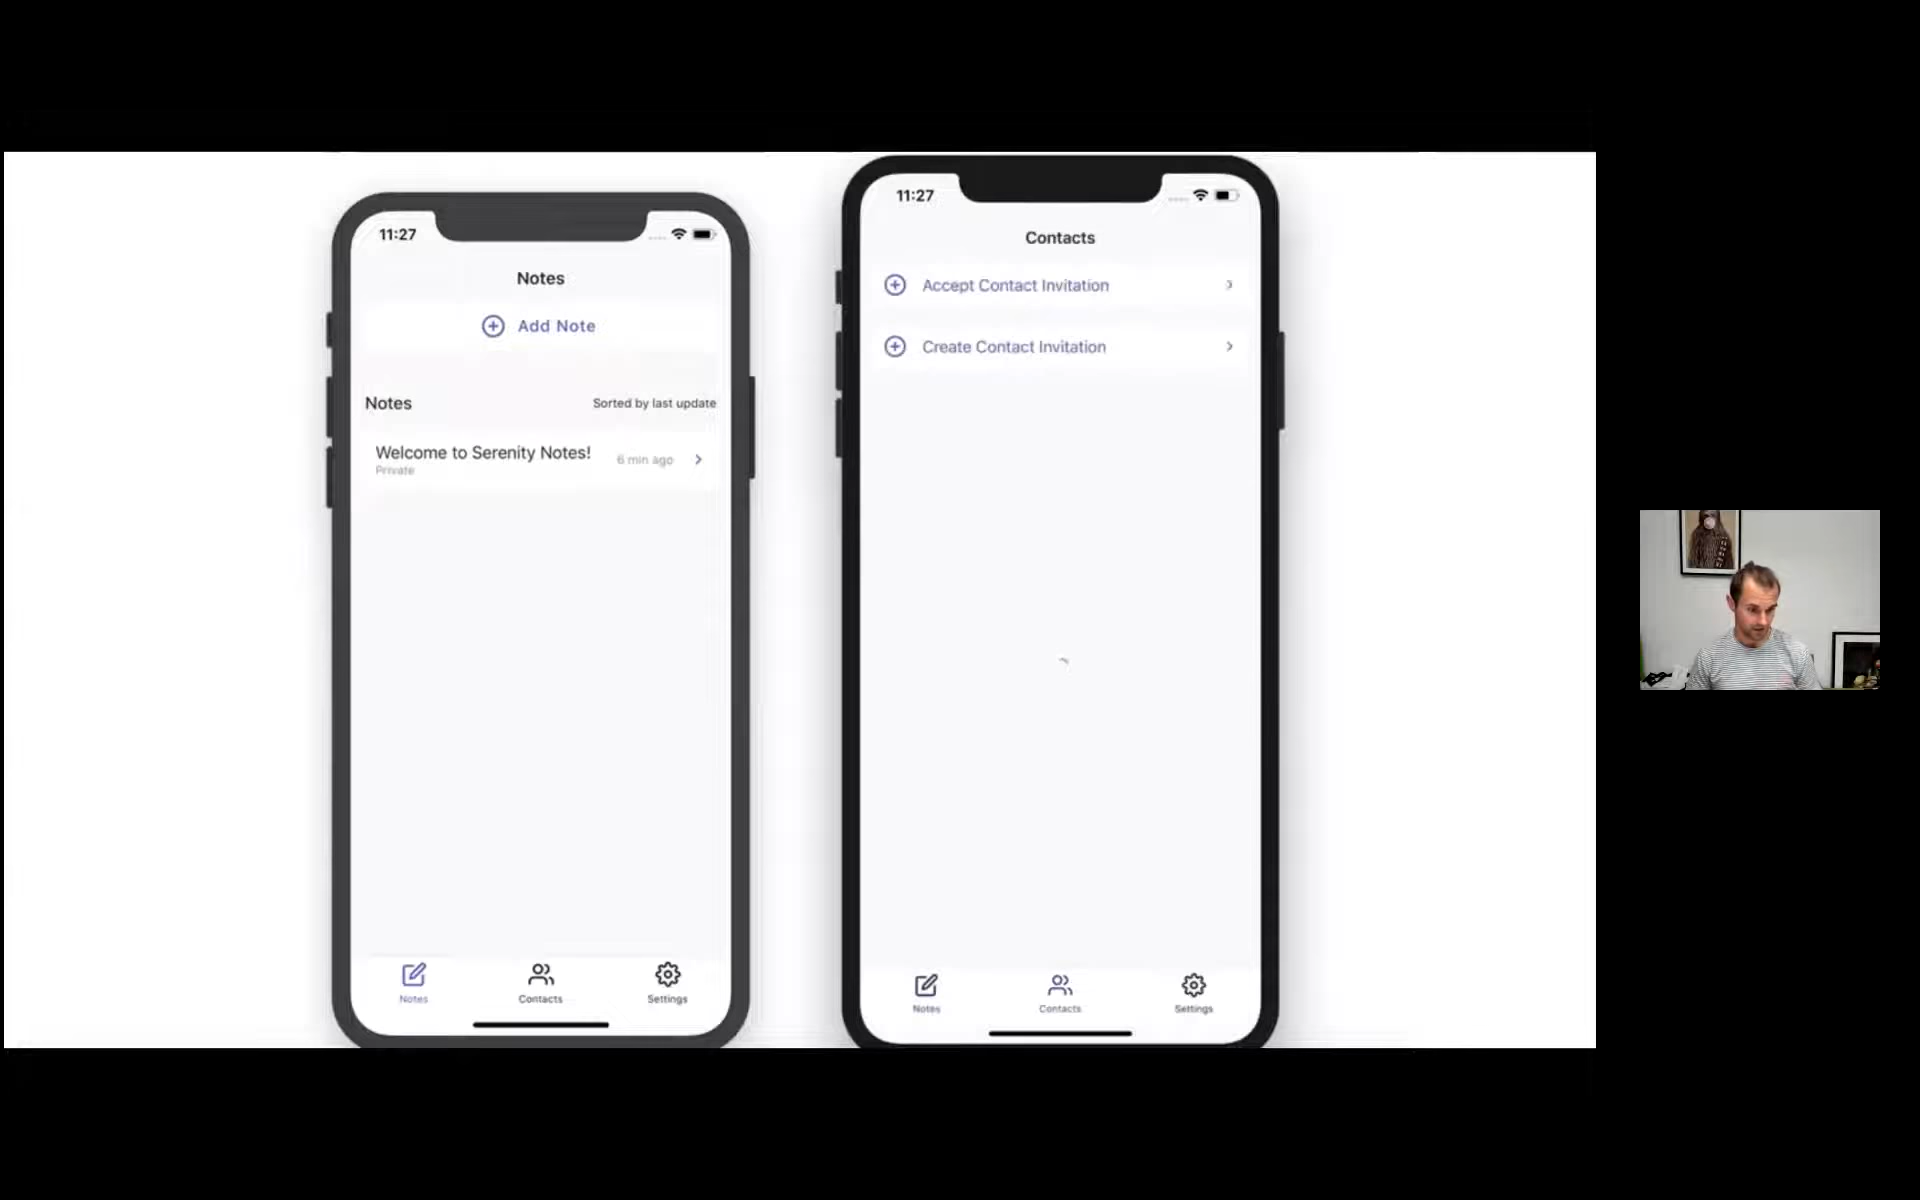 11:27
Notes
Add Note
Notes
Sorted by last update
Welcome to Serenity Notes!
6 min ago
Private
Notes
Contacts
Settings
11:27
Contacts
Accept Contact Invitation
Create Contact Invitation
Notes
Contacts
Settings